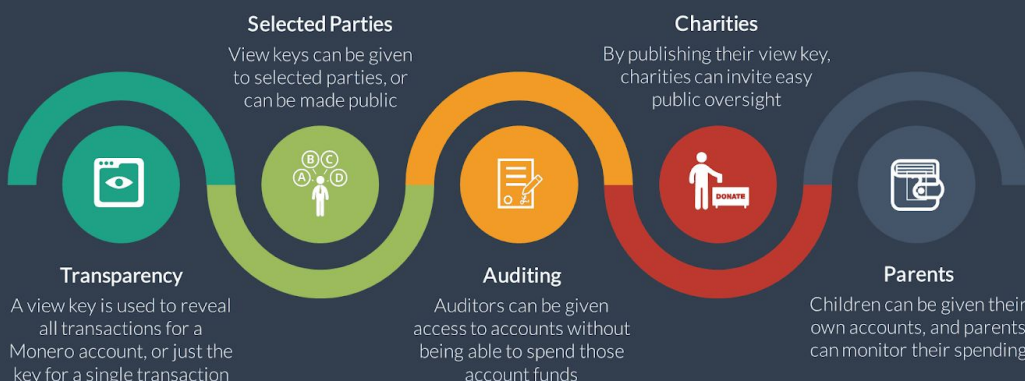 Transparency
A view key is used to reveal
all transactions for a
Monero account, or just the
key for a single transaction
Selected Parties
View keys can be given
to selected parties, or
can be made public
A
B
C
D
Auditing
Auditors can be given
access to accounts without
being able to spend those
account funds
Charities
By publishing their view key,
charities can invite easy
public oversight
DONATE
Parents
Children can be given their
own accounts, and parents
can monitor their spending